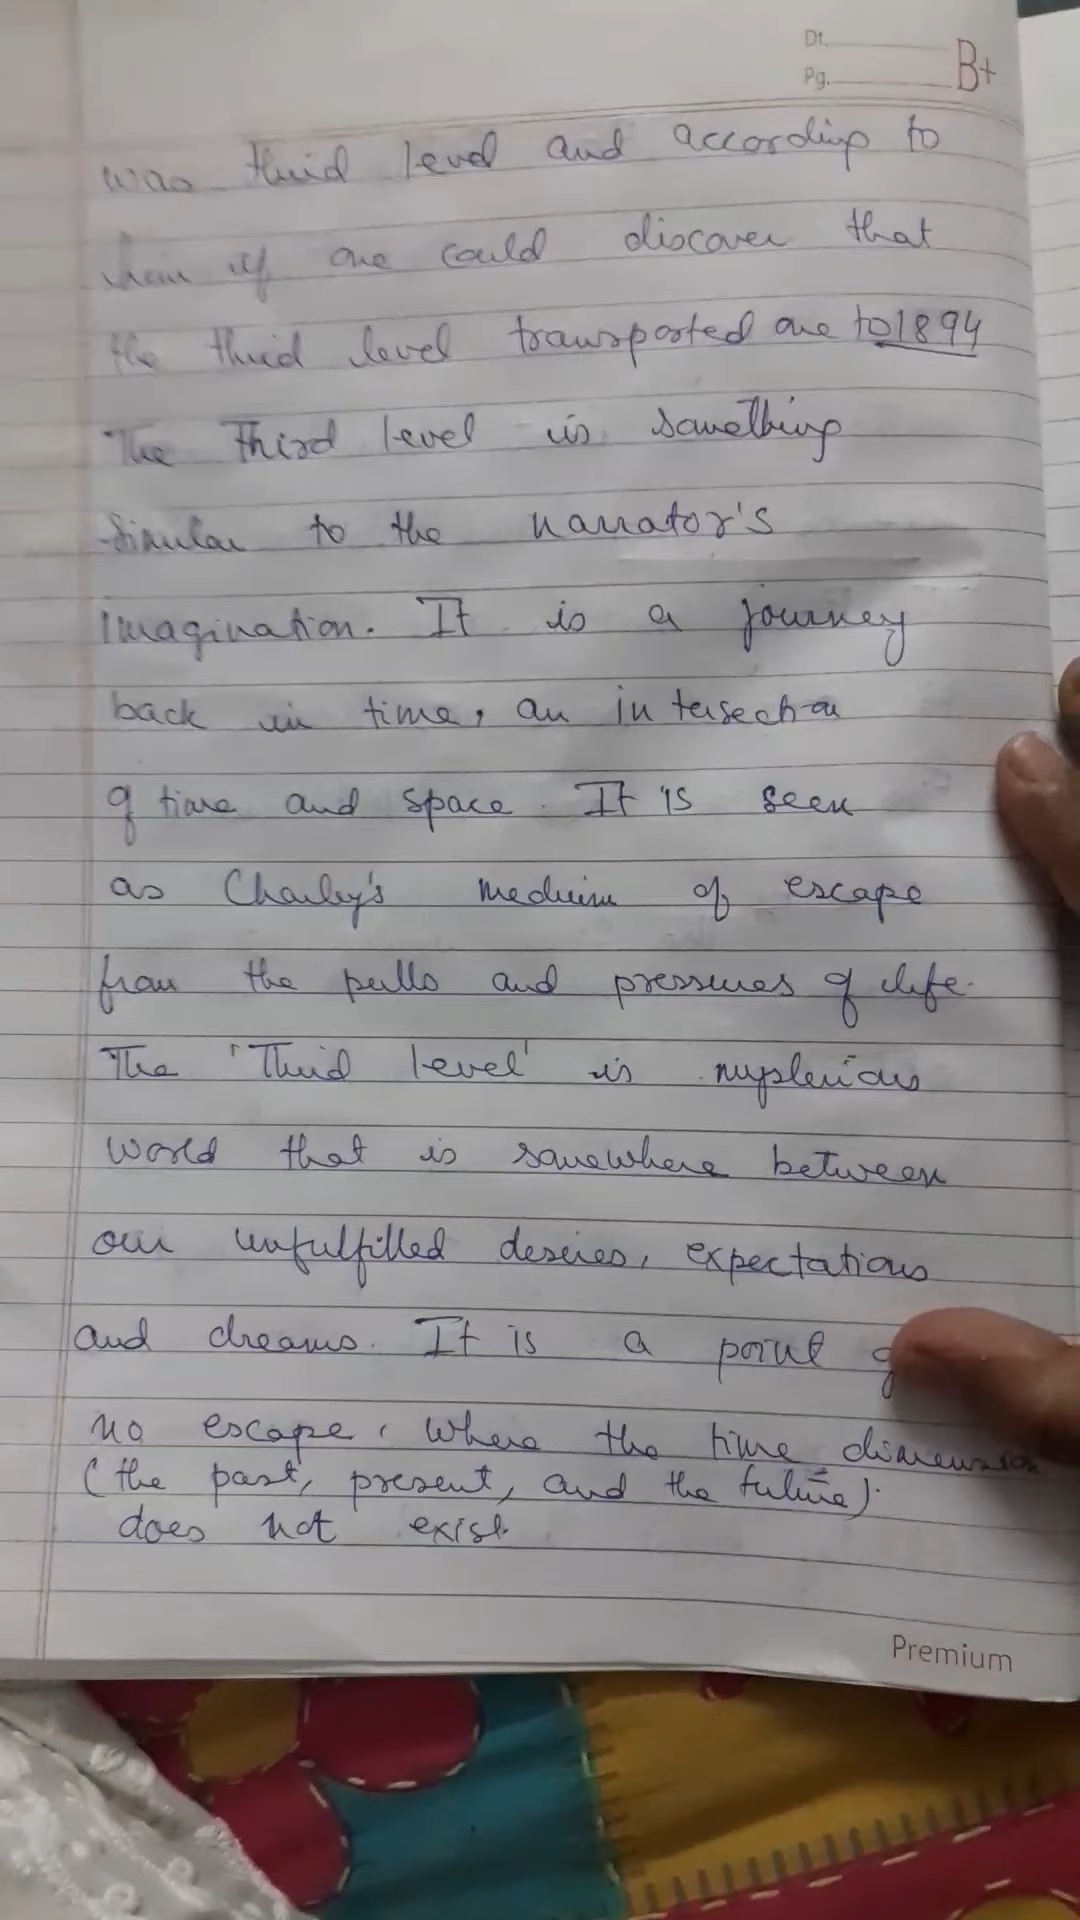 Dt.
Pg.
B+
was third level and according to
him if one could discover that
the third level transported one to 1894
The Third level is something
Similar to the narrator's
imagination. It is a journey
back in time, an intersection
of time and space. It is seen
as Charley's medium of escape
from the pulls and pressures of life.
The 'Third level' is mysterious
world that is somewhere between
our unfulfilled desires, expectations
and dreams. It is a point of
no escape, where the time dimension
(the past, present, and the future).
does not exist.
Premium